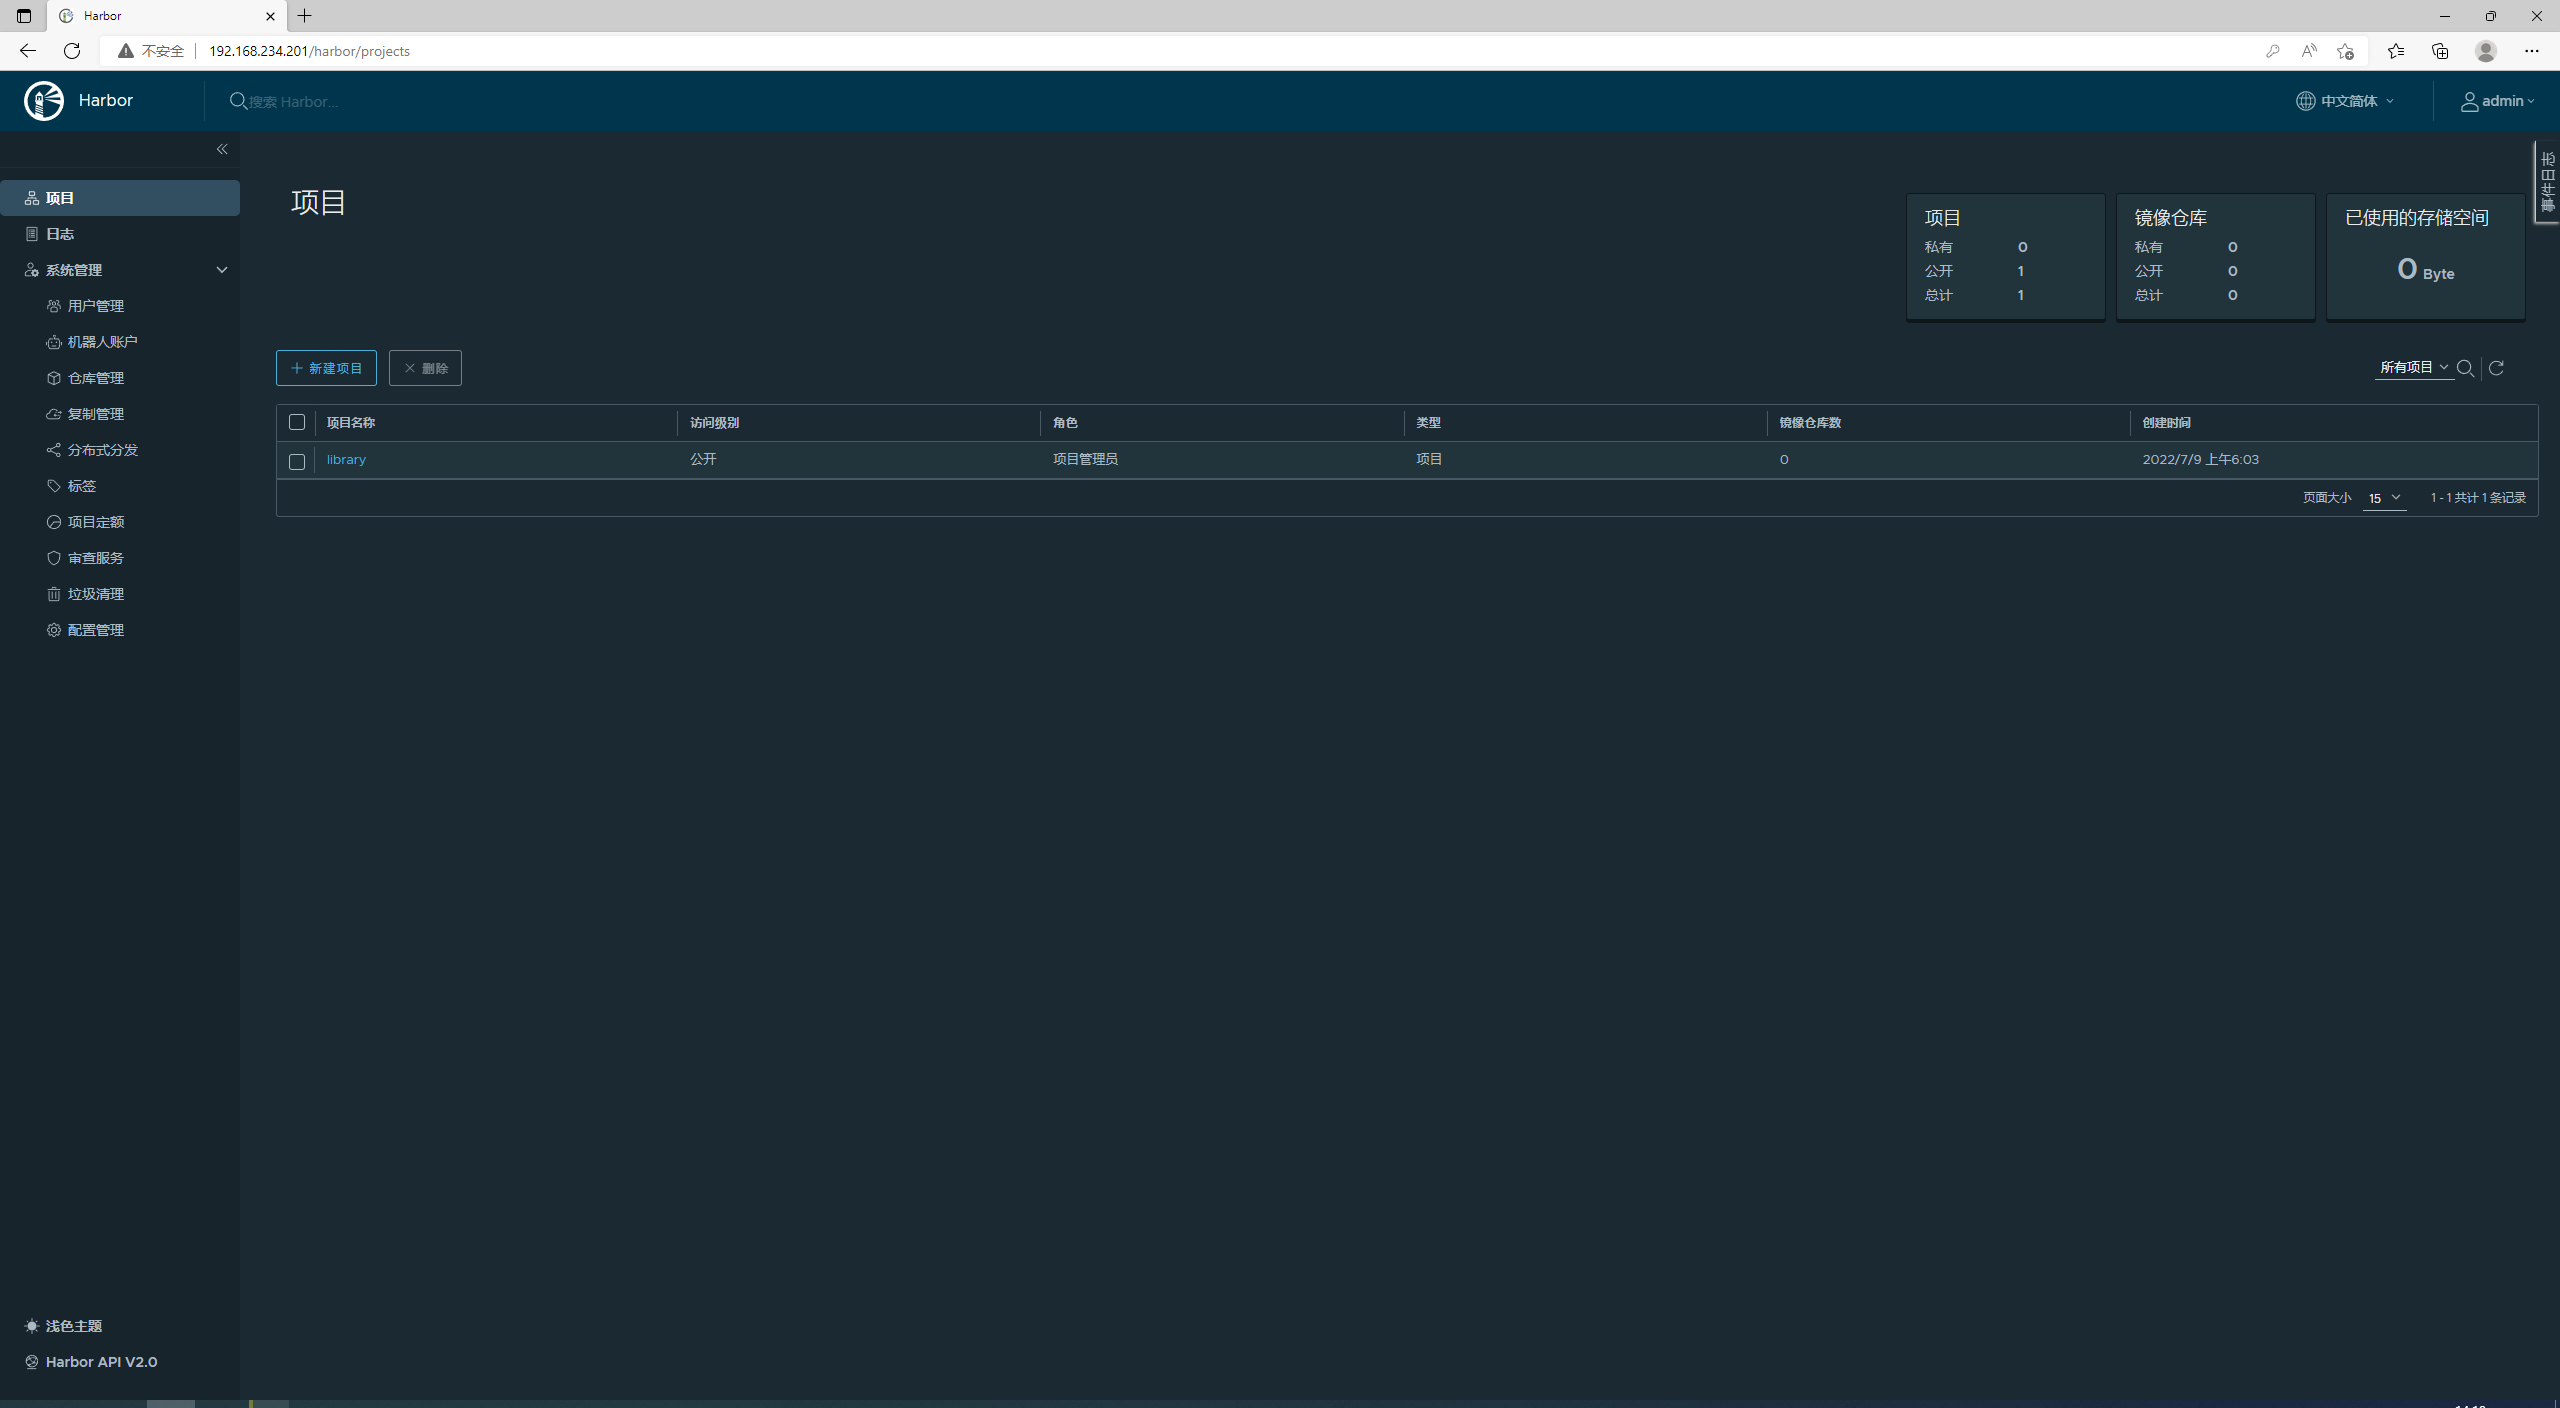 Harbor
不安全
192.168.234.201/harbor/projects
Harbor
搜索 Harbor...
中文简体
admin
事件日志
项目
日志
系统管理
用户管理
机器人账户
仓库管理
复制管理
分布式分发
标签
项目定额
审查服务
垃圾清理
配置管理
浅色主题
Harbor API V2.0
项目
项目
私有 0
公开 1
总计 1
镜像仓库
私有 0
公开 0
总计 0
已使用的存储空间
0 Byte
新建项目 删除
所有项目
项目名称 访问级别 角色 类型 镜像仓库数 创建时间
library 公开 项目管理员 项目 0 2022/7/9 上午6:03
页面大小 15 1 - 1 共计 1 条记录